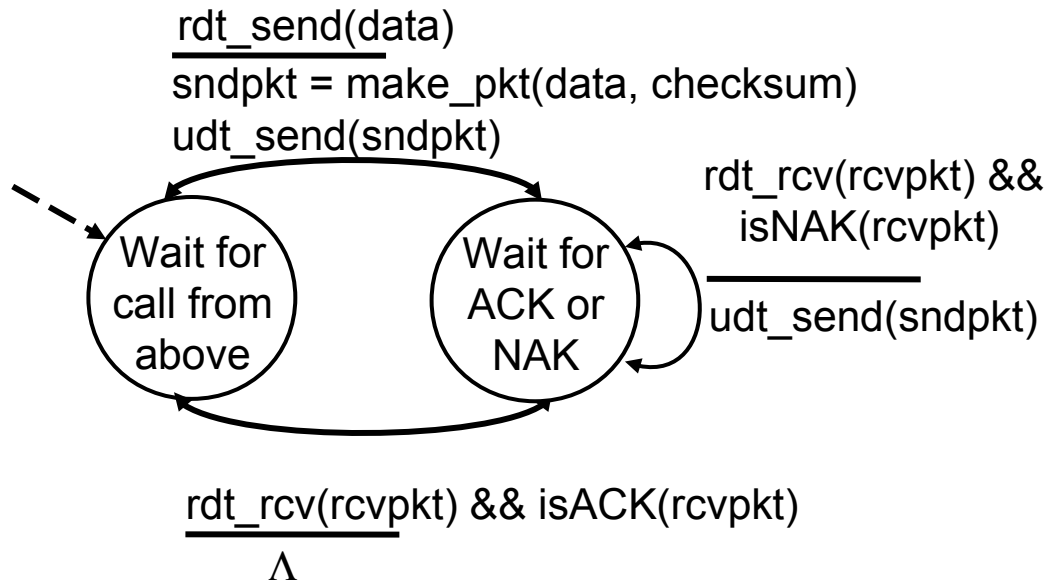 rdt_send(data)
sndpkt = make_pkt(data, checksum)
udt_send(sndpkt)
rdt_rcv(rcvpkt) &&
isNAK(rcvpkt)
udt_send(sndpkt)
Wait for
call from
above
Wait for
ACK or
NAK
rdt_rcv(rcvpkt) && isACK(rcvpkt)
Λ